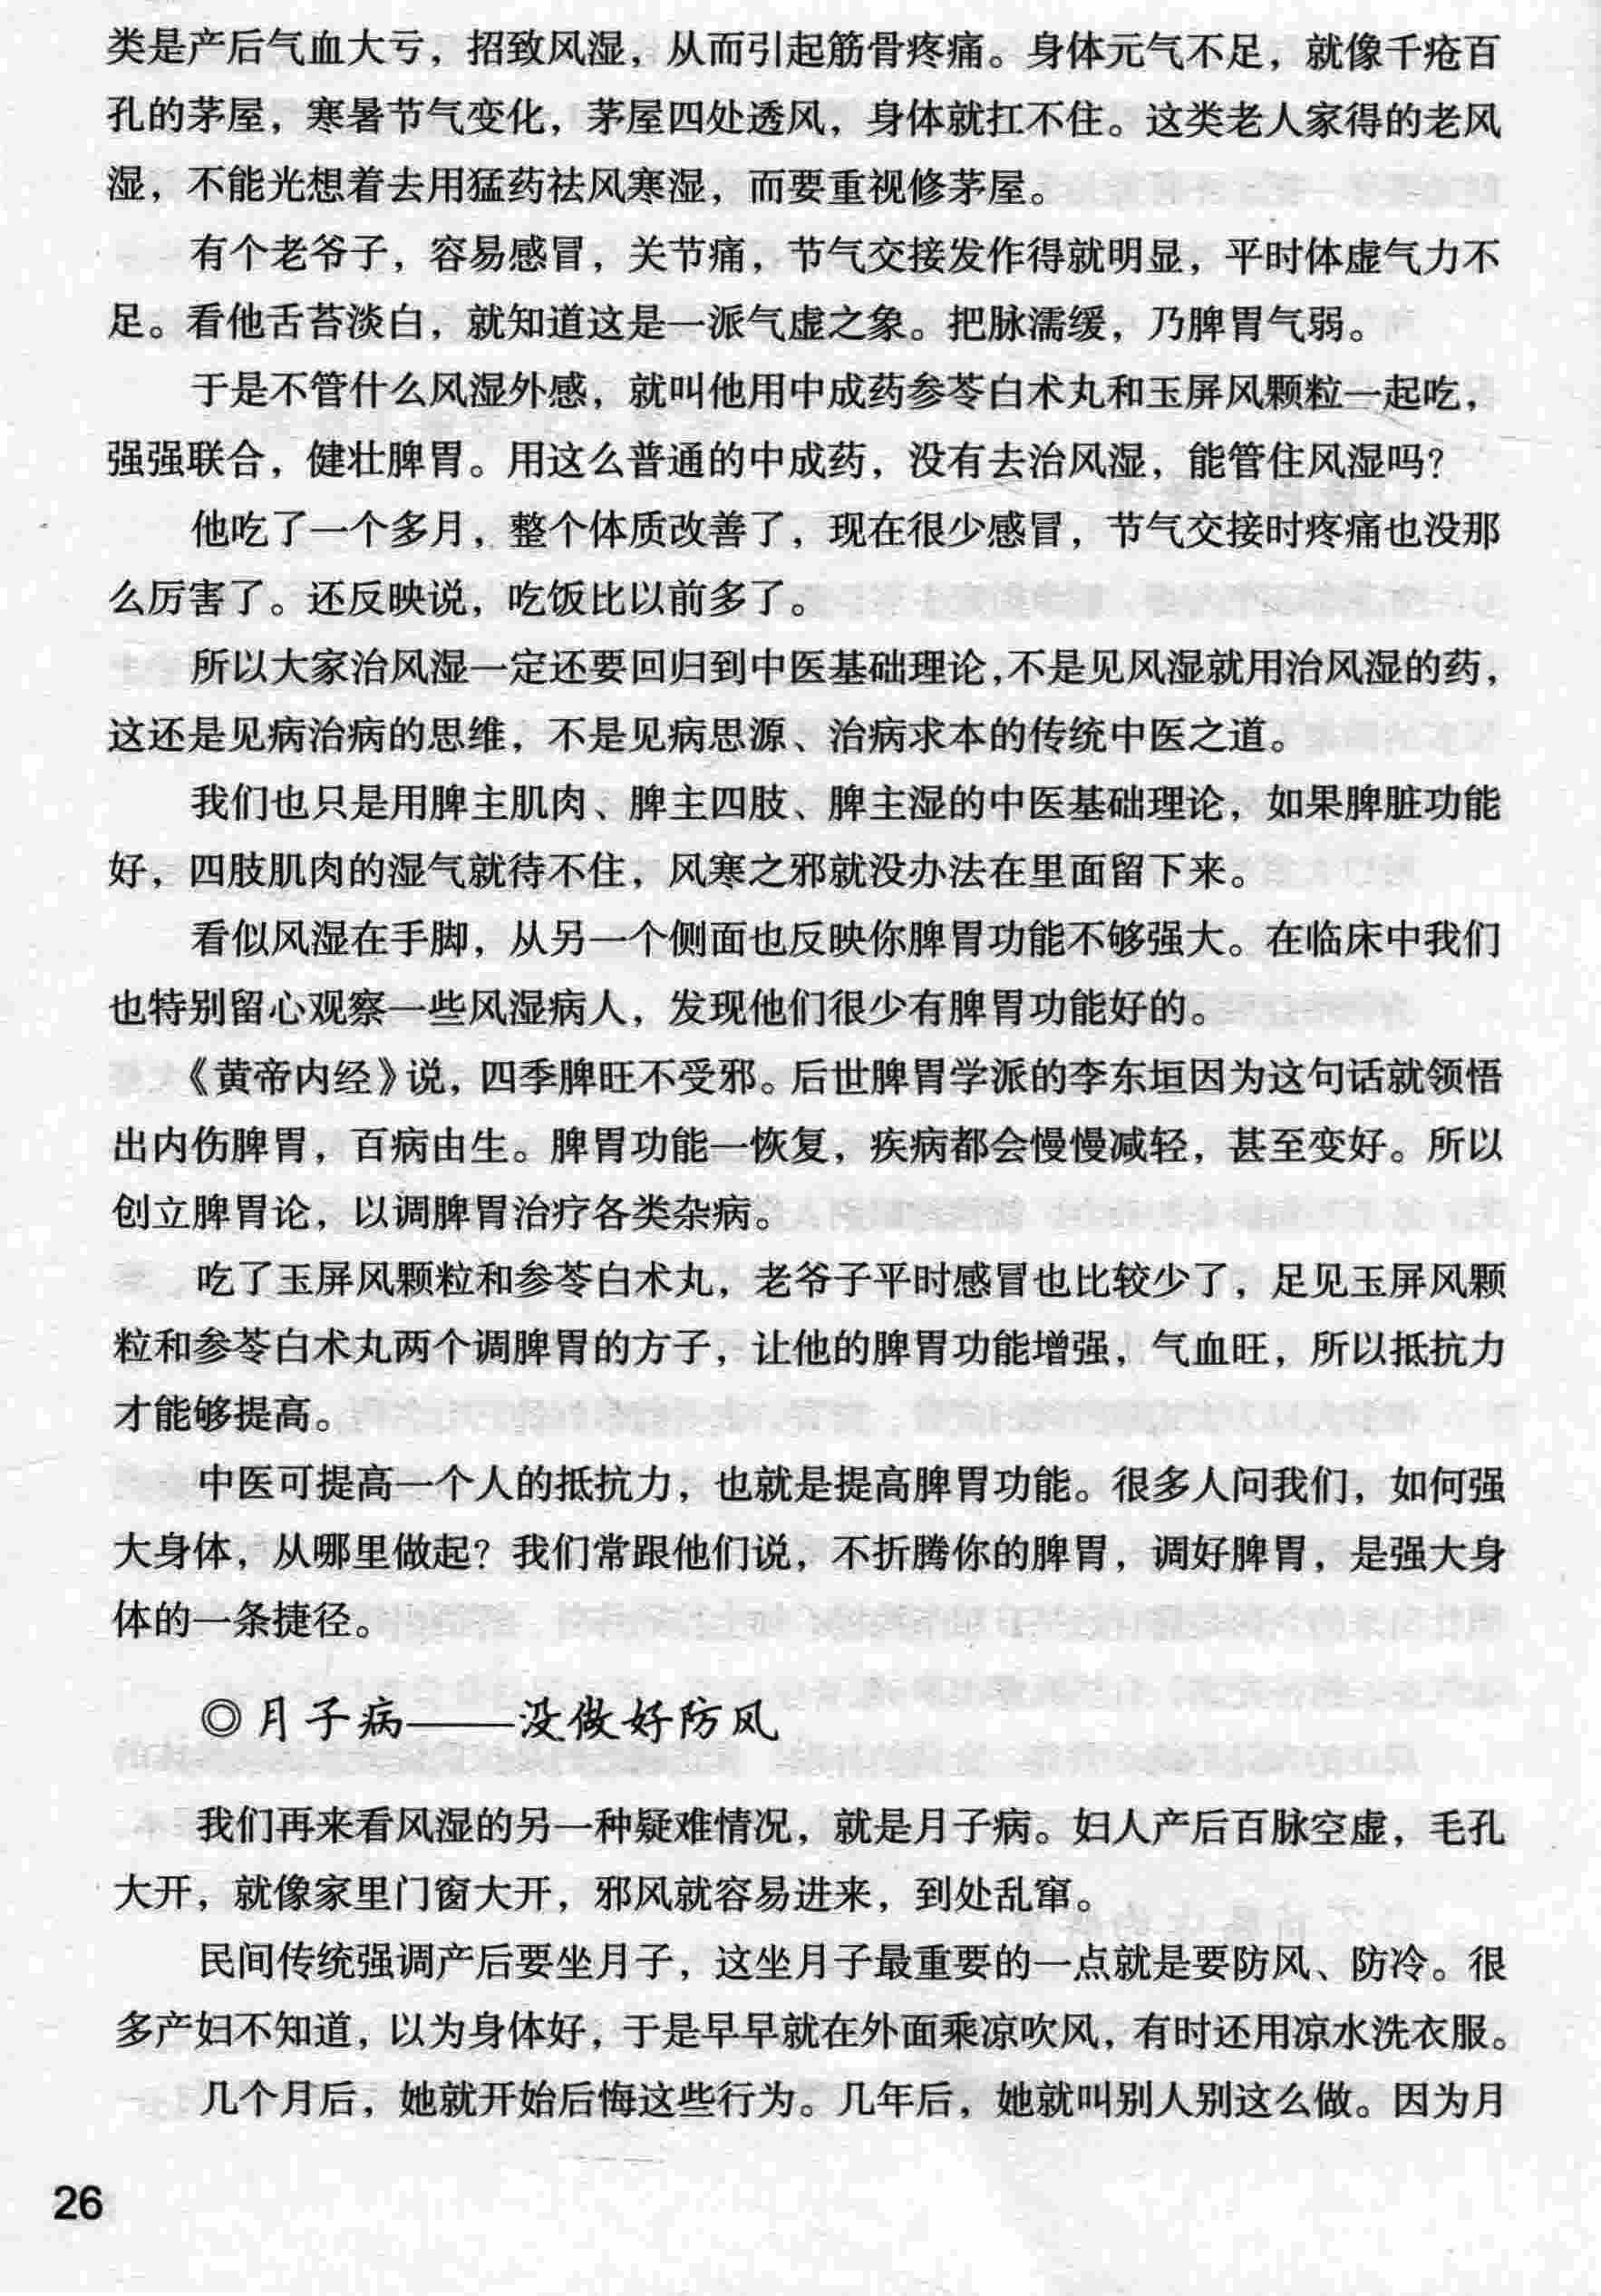 类是产后气血大亏，招致风湿，从而引起筋骨疼痛。身体元气不足，就像千疮百
孔的茅屋，寒暑节气变化，茅屋四处透风，身体就扛不住。这类老人家得的老风
湿，不能光想着去用猛药祛风寒湿，而要重视修茅屋。
有个老爷子，容易感冒，关节痛，节气交接发作得就明显，平时体虚气力不
足。看他舌苔淡白，就知道这是一派气虚之象。把脉濡缓，乃脾胃气弱。
于是不管什么风湿外感，就叫他用中成药参苓白术丸和玉屏风颗粒一起吃，
强强联合，健壮脾胃。用这么普通的中成药，没有去治风湿，能管住风湿吗？
他吃了一个多月，整个体质改善了，现在很少感冒，节气交接时疼痛也没那
么厉害了。还反映说，吃饭比以前多了。
所以大家治风湿一定还要回归到中医基础理论，不是见风湿就用治风湿的药，
这还是见病治病的思维，不是见病思源、治病求本的传统中医之道。
我们也只是用脾主肌肉、脾主四肢、脾主湿的中医基础理论，如果脾脏功能
好，四肢肌肉的湿气就待不住，风寒之邪就没办法在里面留下来。
看似风湿在手脚，从另一个侧面也反映你脾胃功能不够强大。在临床中我们
也特别留心观察一些风湿病人，发现他们很少有脾胃功能好的。
《黄帝内经》说，四季脾旺不受邪。后世脾胃学派的李东垣因为这句话就领悟
出内伤脾胃，百病由生。脾胃功能一恢复，疾病都会慢慢减轻，甚至变好。所以
创立脾胃论，以调脾胃治疗各类杂病。
吃了玉屏风颗粒和参苓白术丸，老爷子平时感冒也比较少了，足见玉屏风颗
粒和参苓白术丸两个调脾胃的方子，让他的脾胃功能增强，气血旺，所以抵抗力
才能够提高。
中医可提高一个人的抵抗力，也就是提高脾胃功能。很多人问我们，如何强
大身体，从哪里做起？我们常跟他们说，不折腾你的脾胃，调好脾胃，是强大身
体的一条捷径。
◎月子病——没做好防风
我们再来看风湿的另一种疑难情况，就是月子病。妇人产后百脉空虚，毛孔
大开，就像家里门窗大开，邪风就容易进来，到处乱窜。
民间传统强调产后要坐月子，这坐月子最重要的一点就是要防风、防冷。很
多产妇不知道，以为身体好，于是早早就在外面乘凉吹风，有时还用凉水洗衣服。
几个月后，她就开始后悔这些行为。几年后，她就叫别人别这么做。因为月
26